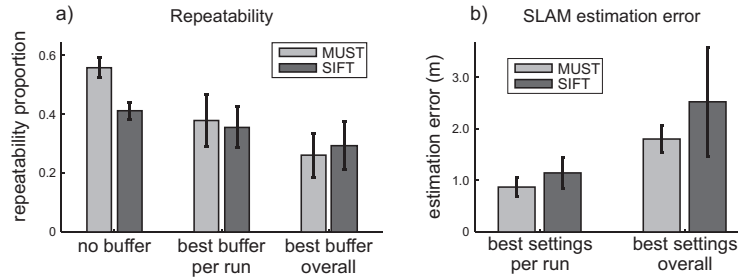 a) Repeatability
MUST
SIFT
repeatability proportion
0.6
0.4
0.2
0
no buffer
best buffer
per run
best buffer
overall
b) SLAM estimation error
MUST
SIFT
estimation error (m)
3.0
2.0
1.0
0
best settings
per run
best settings
overall